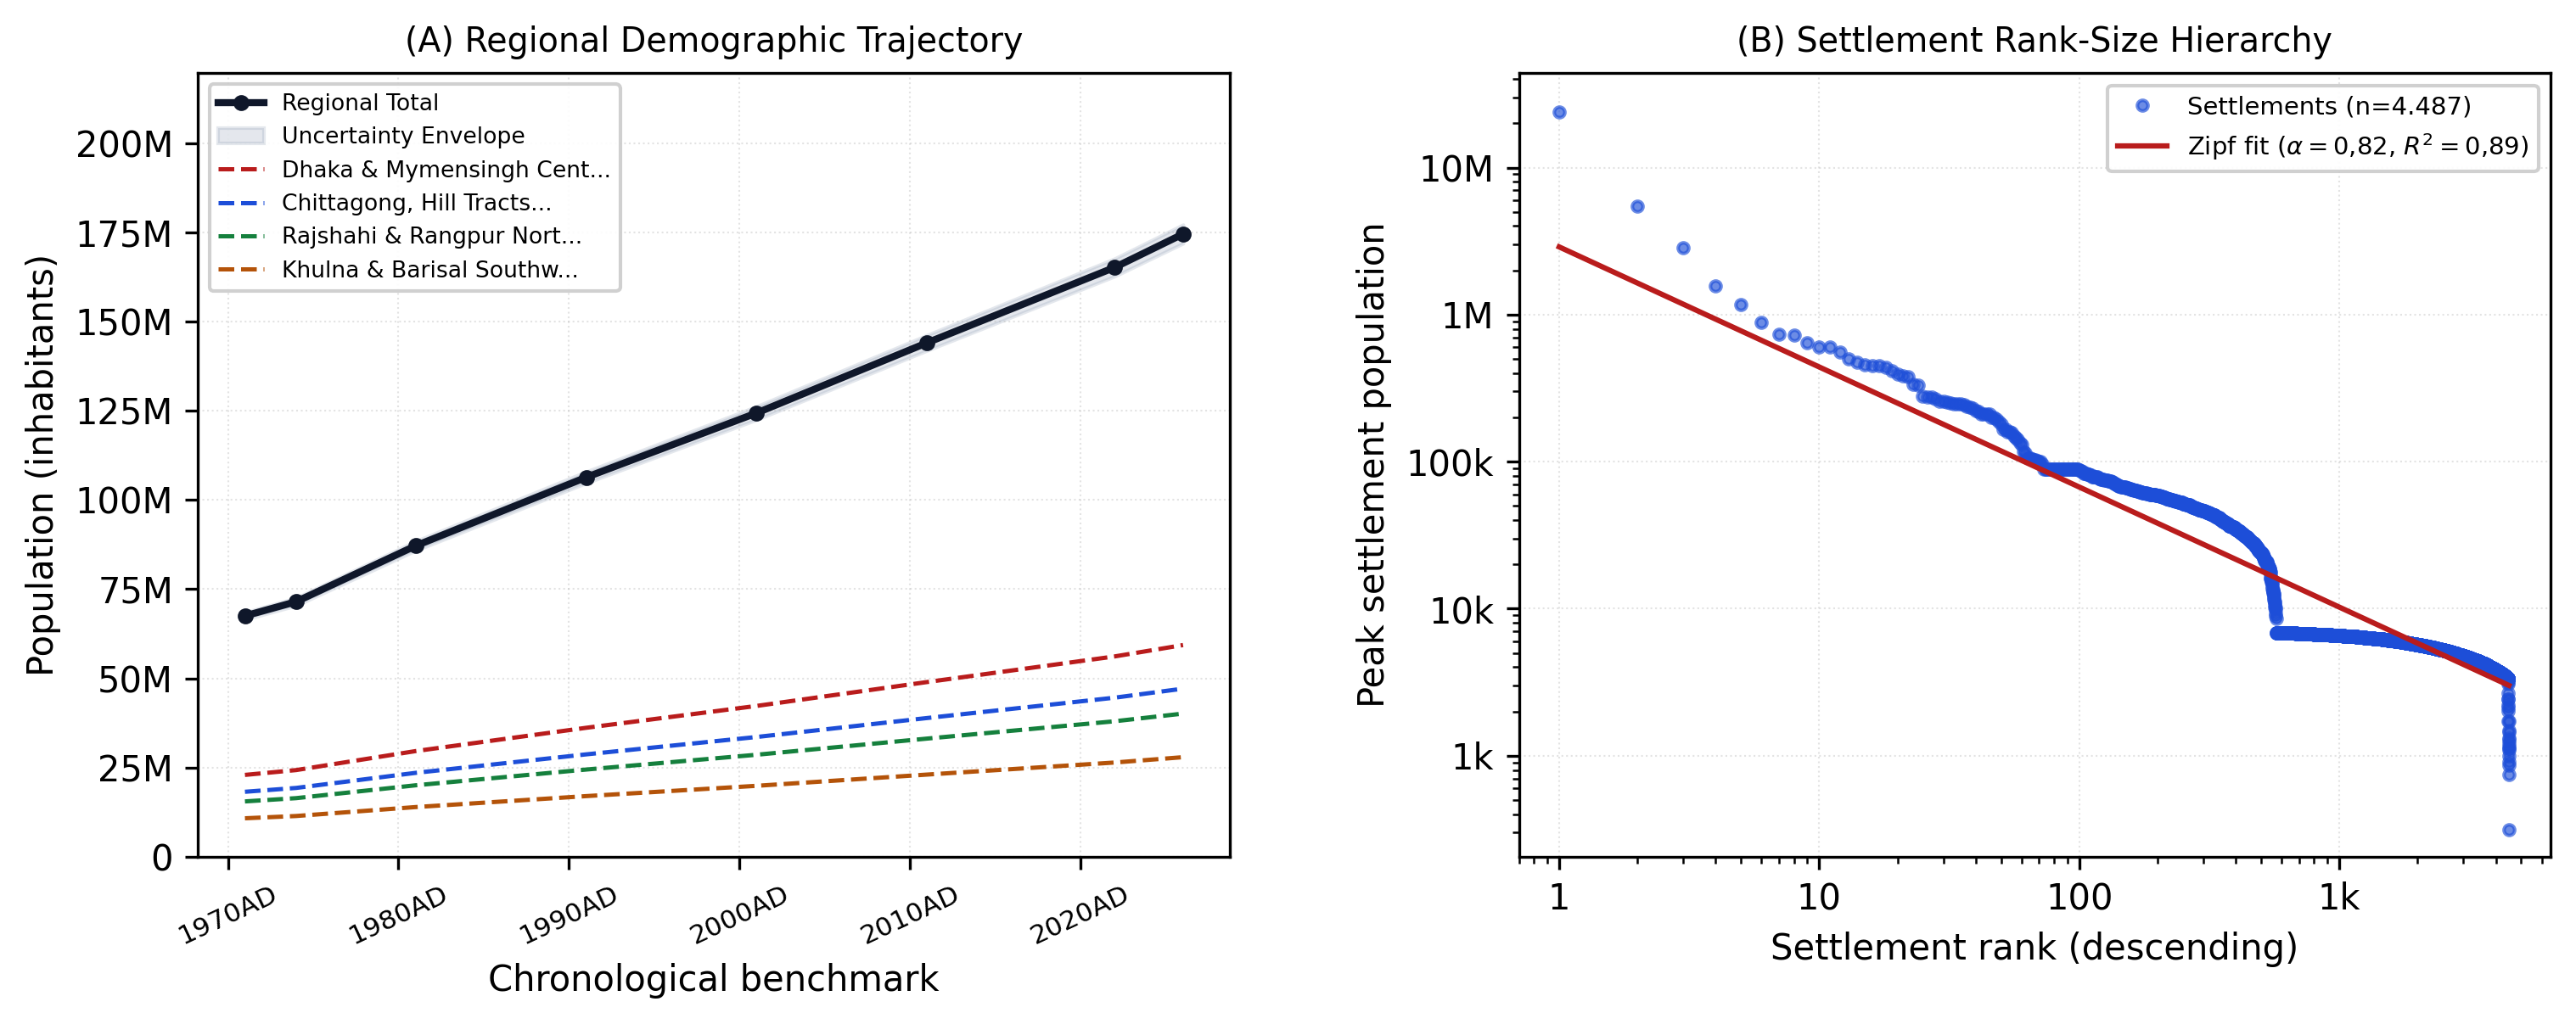 (A) Regional Demographic Trajectory
Population (inhabitants)
200M
175M
150M
125M
100M
75M
50M
25M
0
Regional Total
Uncertainty Envelope
Dhaka & Mymensingh Cent...
Chittagong, Hill Tracts...
Rajshahi & Rangpur Nort...
Khulna & Barisal Southw...
1970AD
1980AD
1990AD
2000AD
2010AD
2020AD
Chronological benchmark
(B) Settlement Rank-Size Hierarchy
Peak settlement population
10M
1M
100k
10k
1k
Settlements (n=4.487)
Zipf fit (α = 0,82, R² = 0,89)
1
10
100
1k
Settlement rank (descending)